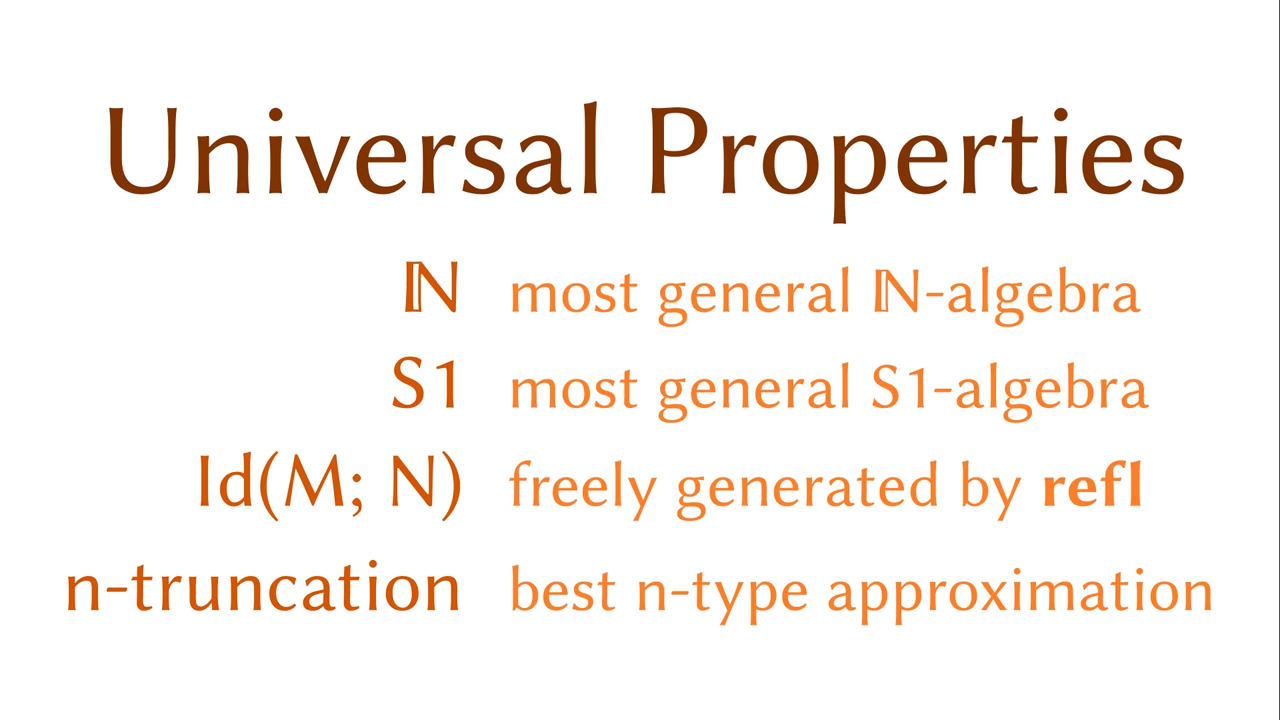 Universal Properties
ℕ most general ℕ-algebra
S1 most general S1-algebra
Id(M; N) freely generated by refl
n-truncation best n-type approximation